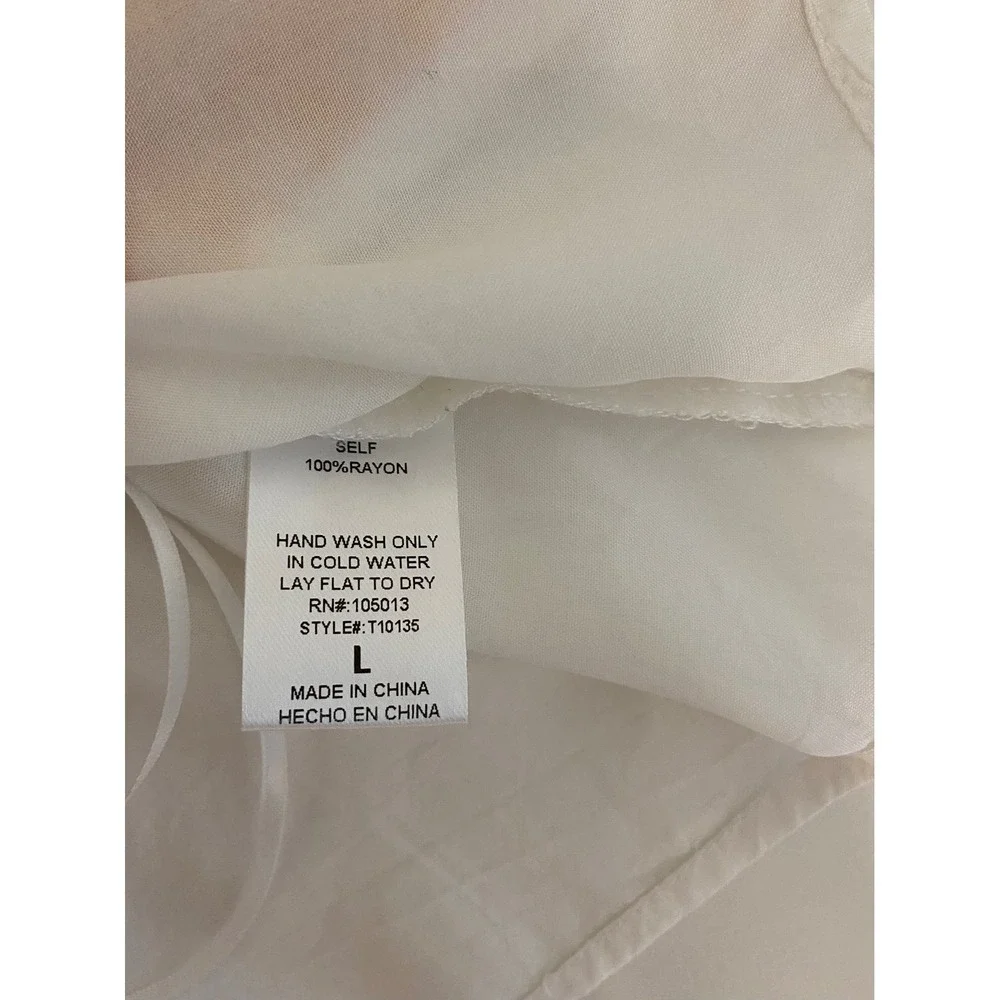 SELF
100%RAYON
HAND WASH ONLY
IN COLD WATER
LAY FLAT TO DRY
RN#:105013
STYLE#:T10135
L
MADE IN CHINA
HECHO EN CHINA